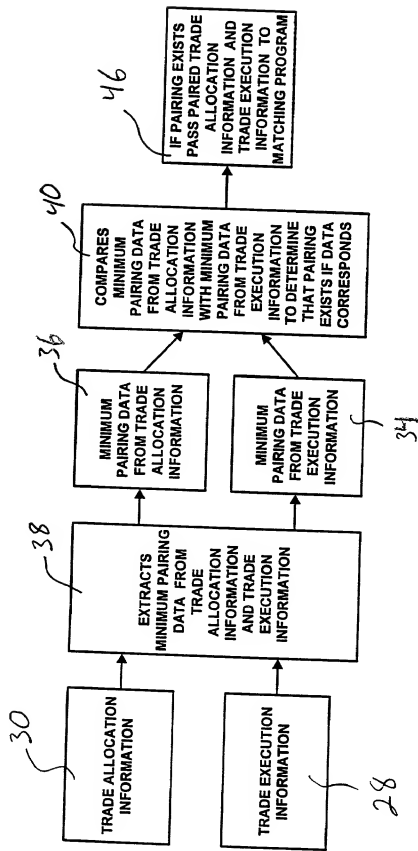 30
TRADE ALLOCATION
INFORMATION
TRADE EXECUTION
INFORMATION
28
38
EXTRACTS
MINIMUM PAIRING
DATA FROM
TRADE
ALLOCATION
INFORMATION
AND TRADE
EXECUTION
INFORMATION
36
MINIMUM
PAIRING DATA
FROM TRADE
ALLOCATION
INFORMATION
MINIMUM
PAIRING DATA
FROM TRADE
EXECUTION
INFORMATION
34
40
COMPARES
MINIMUM
PAIRING DATA
FROM TRADE
ALLOCATION
INFORMATION
WITH MINIMUM
PAIRING DATA
FROM TRADE
EXECUTION
INFORMATION
TO DETERMINE
THAT PAIRING
EXISTS IF DATA
CORRESPONDS
46
IF PAIRING EXISTS
PASS PAIRED TRADE
ALLOCATION
INFORMATION AND
TRADE EXECUTION
INFORMATION TO
MATCHING PROGRAM